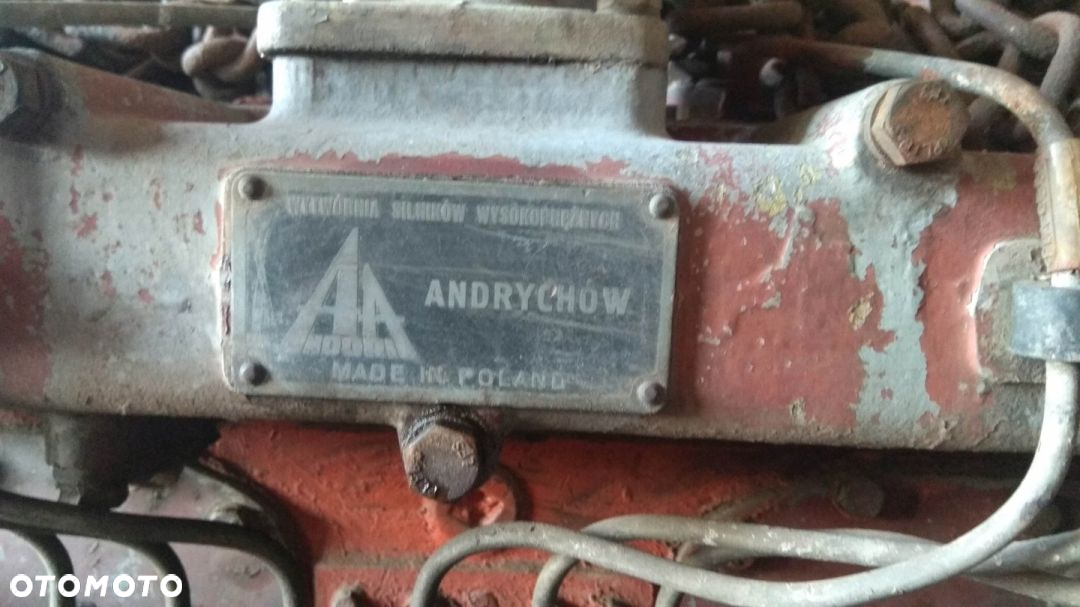 WYTWÓRNIA SILNIKÓW WYSOKOPRĘŻNYCH
ANDRYCHÓW
MADE IN POLAND
OTOMOTO